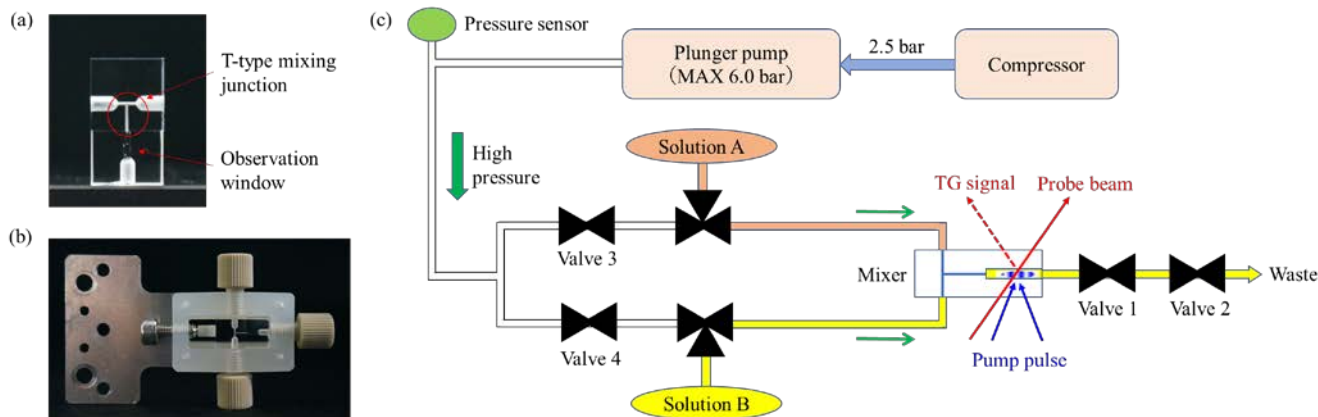 (a)
T-type mixing
junction
Observation
window
(b)
(c)
Pressure sensor
Plunger pump
(MAX 6.0 bar)
2.5 bar
Compressor
High
pressure
Solution A
TG signal
Probe beam
Valve 3
Mixer
Waste
Valve 1
Valve 2
Valve 4
Pump pulse
Solution B